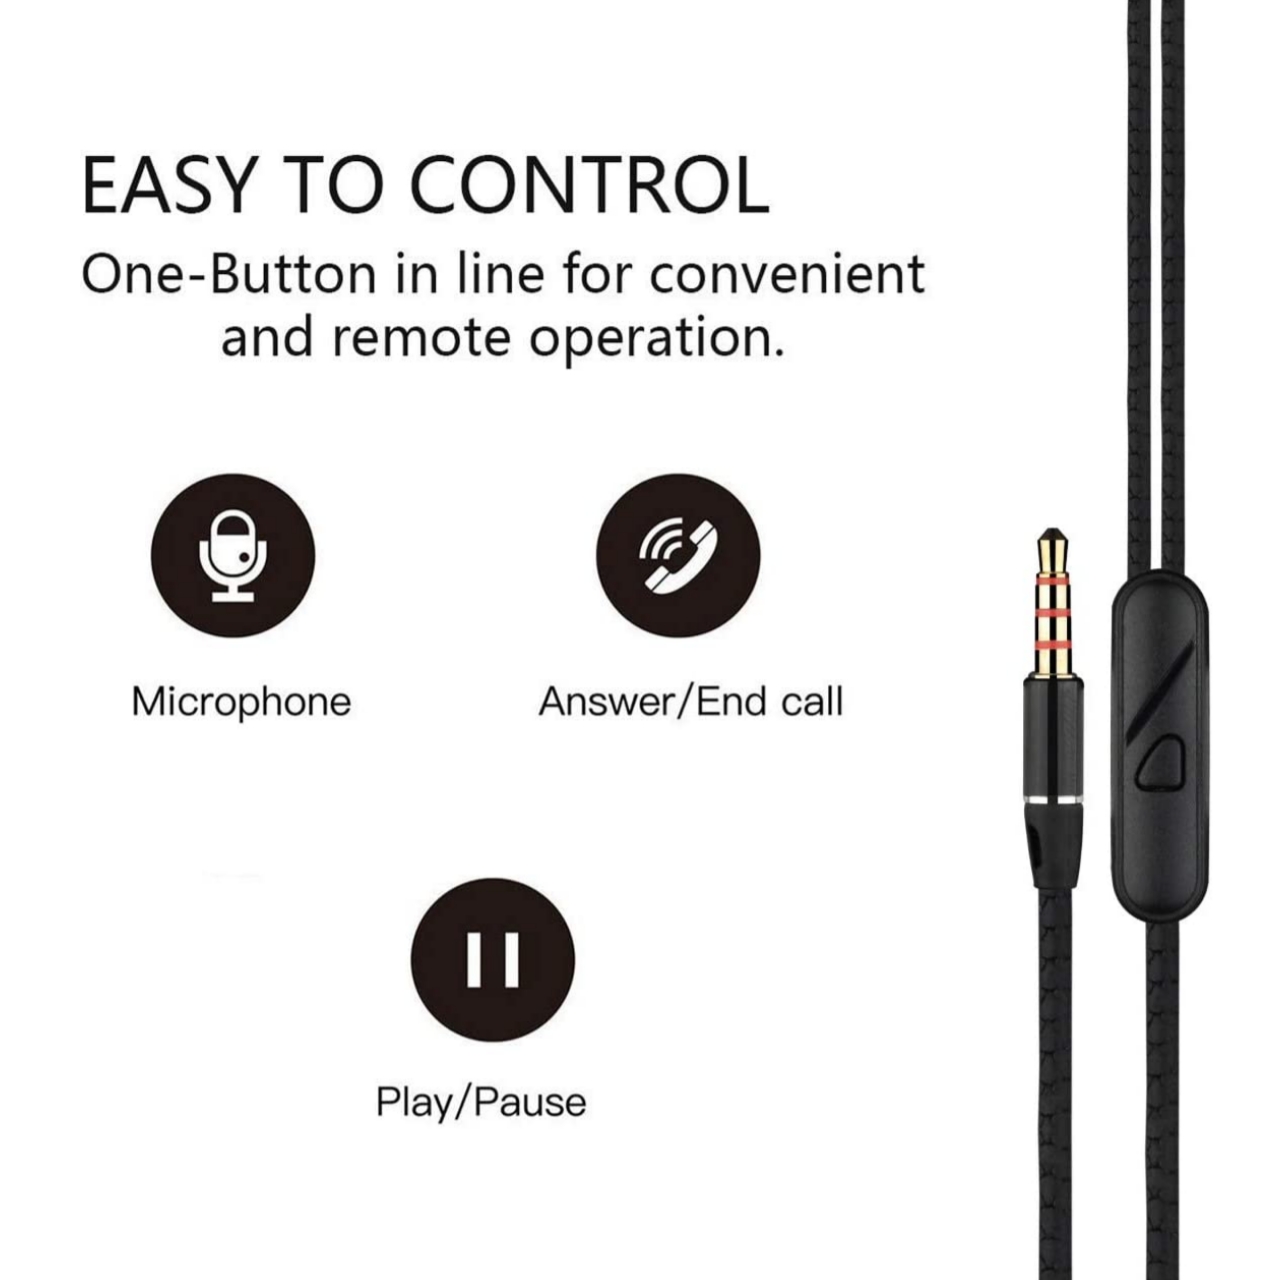 EASY TO CONTROL
One-Button in line for convenient
and remote operation.
Microphone
Answer/End call
Play/Pause